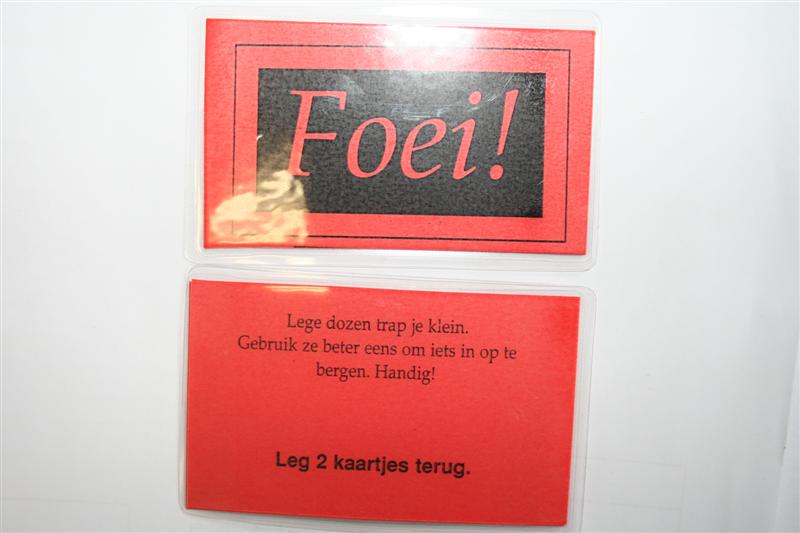 Foei!
Lege dozen trap je klein.
Gebruik ze beter eens om iets in op te
bergen. Handig!
Leg 2 kaartjes terug.